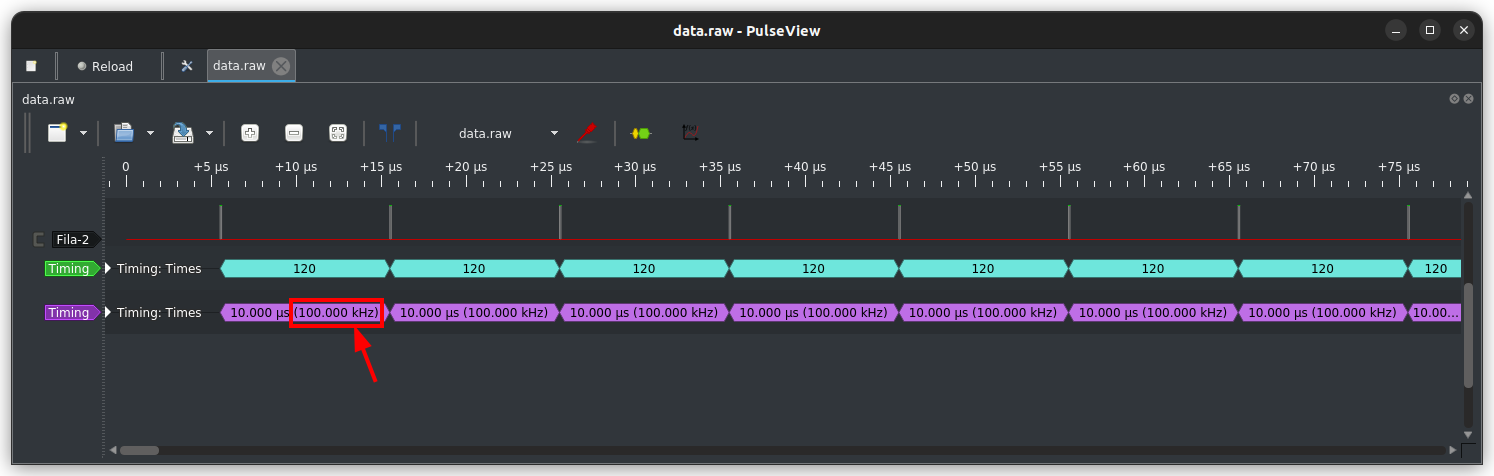 data.raw - PulseView
Reload
data.raw
data.raw
data.raw
0 +5 µs +10 µs +15 µs +20 µs +25 µs +30 µs +35 µs +40 µs +45 µs +50 µs +55 µs +60 µs +65 µs +70 µs +75 µs
Fila-2
Timing Timing: Times 120 120 120 120 120 120 120 120
Timing Timing: Times 10.000 µs (100.000 kHz) 10.000 µs (100.000 kHz) 10.000 µs (100.000 kHz) 10.000 µs (100.000 kHz) 10.000 µs (100.000 kHz) 10.000 µs (100.000 kHz) 10.000 µs (100.000 kHz) 10.00...